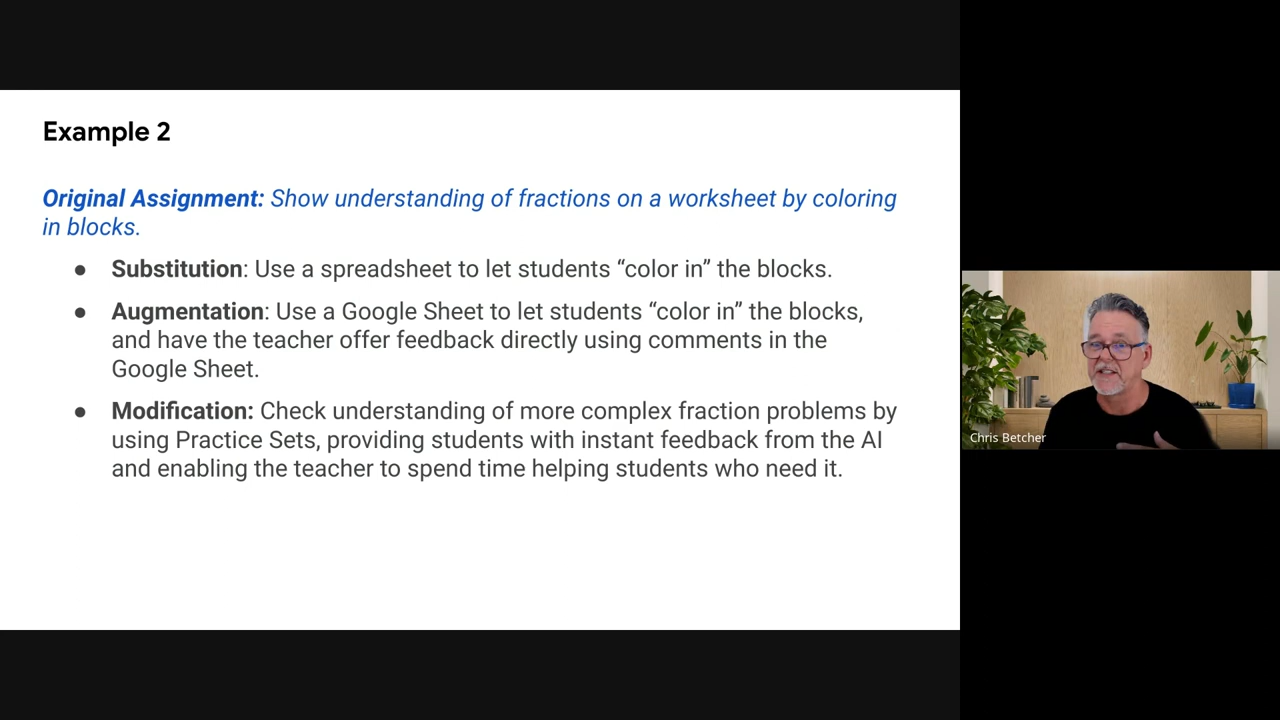 Example 2
Original Assignment: Show understanding of fractions on a worksheet by coloring
in blocks.
● Substitution: Use a spreadsheet to let students “color in” the blocks.
● Augmentation: Use a Google Sheet to let students “color in” the blocks,
and have the teacher offer feedback directly using comments in the
Google Sheet.
● Modification: Check understanding of more complex fraction problems by
using Practice Sets, providing students with instant feedback from the AI
and enabling the teacher to spend time helping students who need it.
Chris Betcher